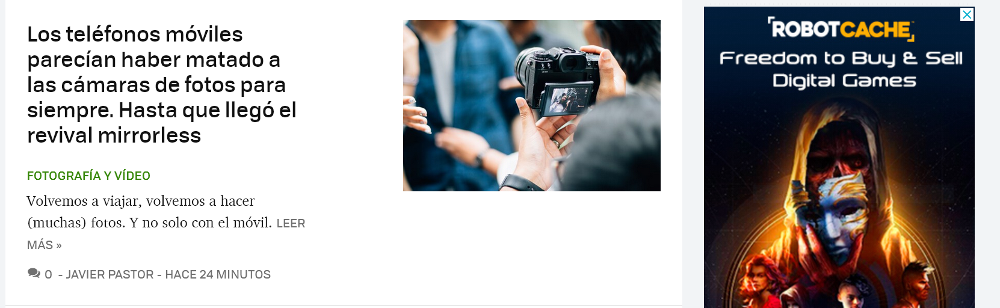 Los teléfonos móviles
parecían haber matado a
las cámaras de fotos para
siempre. Hasta que llegó el
revival mirrorless
FOTOGRAFÍA Y VÍDEO
Volvemos a viajar, volvemos a hacer
(muchas) fotos. Y no solo con el móvil. LEER
MÁS »
0 - JAVIER PASTOR - HACE 24 MINUTOS
ROBOTCACHE™
Freedom to Buy & Sell
Digital Games